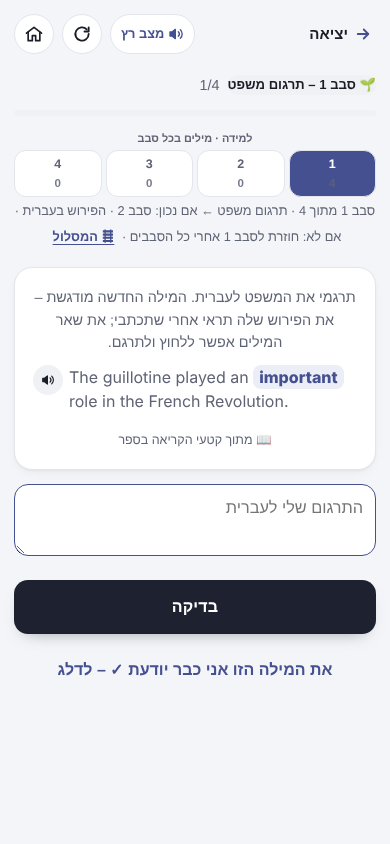 יציאה
מצב רץ
🌱 סבב 1 – תרגום משפט 1/4
למידה · מילים בכל סבב
1 2 3 4
4 0 0 0
סבב 1 מתוך 4 · תרגום משפט ← אם נכון: סבב 2 · הפירוש בעברית ·
אם לא: חוזרת לסבב 1 אחרי כל הסבבים · 🧬 המסלול
תרגמי את המשפט לעברית. המילה החדשה מודגשת –
את הפירוש שלה תראי אחרי שתכתבי; את שאר
המילים אפשר ללחוץ ולתרגם.
The guillotine played an important
role in the French Revolution.
📖 מתוך קטעי הקריאה בספר
התרגום שלי לעברית
בדיקה
את המילה הזו אני כבר יודעת ✓ – לדלג